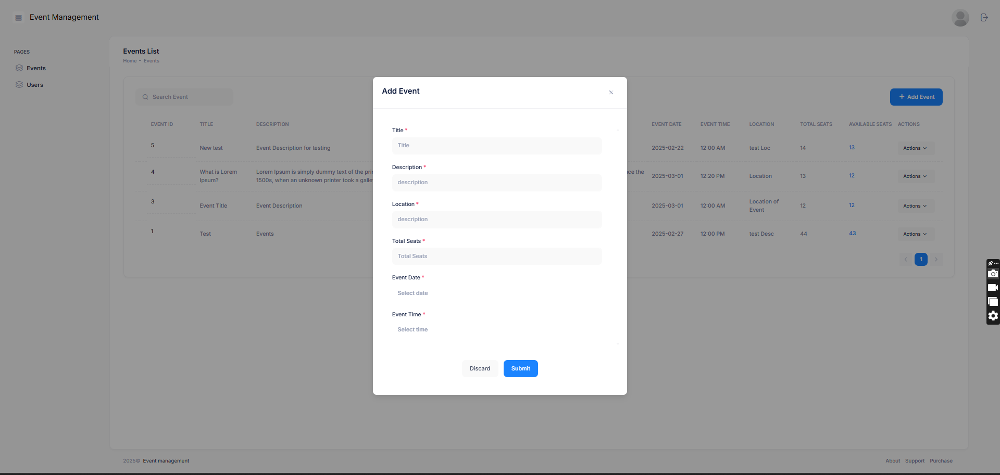 Event Management
PAGES
Events
Users
Events List
Home - Events
Search Event
+ Add Event
EVENT ID TITLE DESCRIPTION EVENT DATE EVENT TIME LOCATION TOTAL SEATS AVAILABLE SEATS ACTIONS
5 New test Event Description for testing 2025-02-22 12:00 AM test Loc 14 13 Actions
4 What is Lorem Ipsum? Lorem Ipsum is simply dummy text of the the
1500s, when an unknown printer took a 2025-03-01 12:20 PM Location 13 12 Actions
3 Event Title Event Description 2025-03-01 12:00 AM Location of Event 12 12 Actions
1 Test Events 2025-02-27 12:00 PM test Desc 44 43 Actions
1
Add Event
Title *
Title
Description *
description
Location *
description
Total Seats *
Total Seats
Event Date *
Select date
Event Time *
Select time
Discard Submit
2025© Event management
About Support Purchase